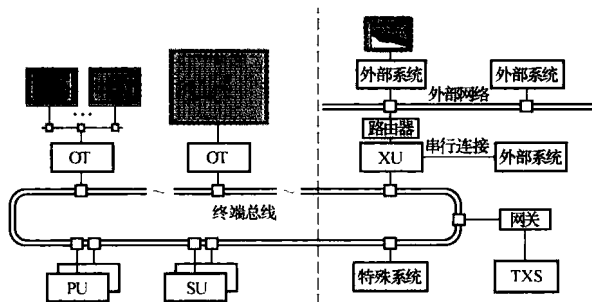 外部系统
外部系统
外部网络
路由器
OT
OT
XU
串行连接
外部系统
终端总线
网关
PU
SU
特殊系统
TXS